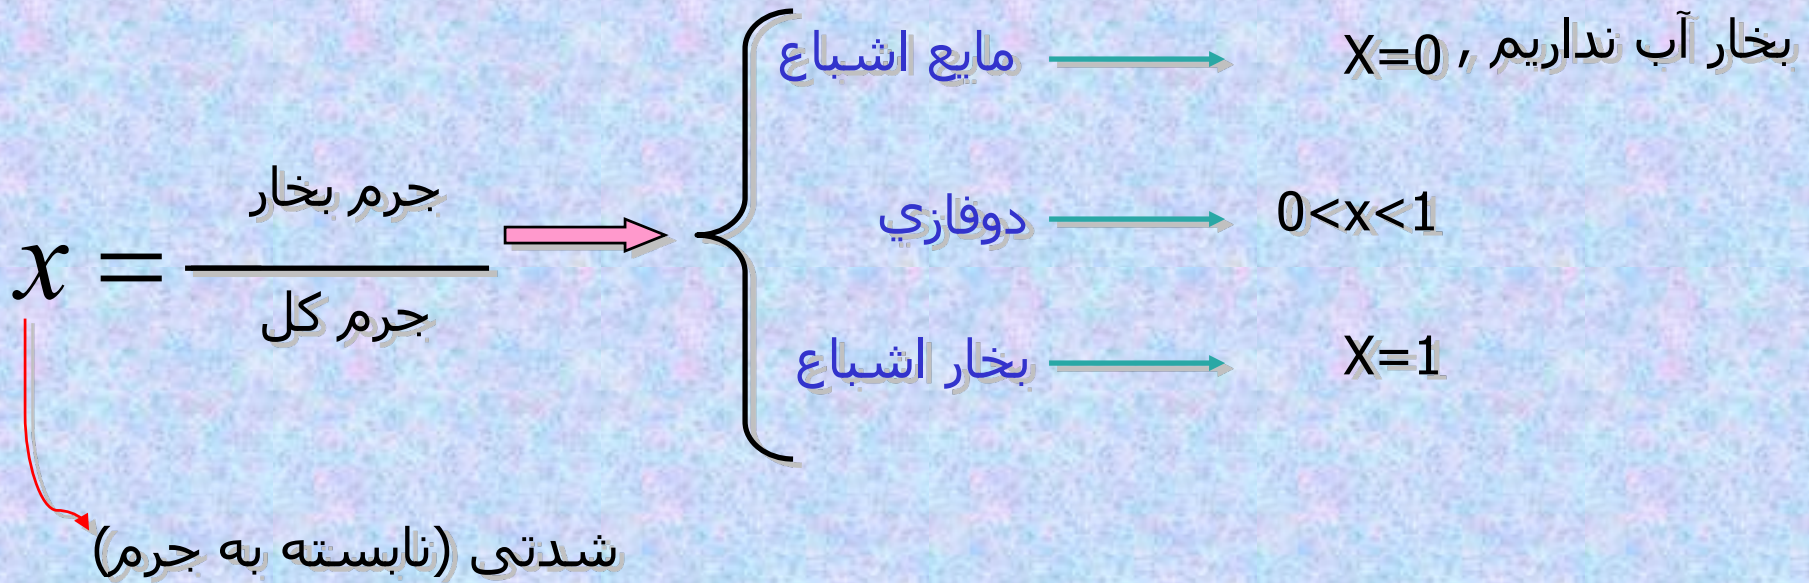 x = جرم بخار / جرم کل
مایع اشباع X=0 , بخار آب نداریم
دوفازي 0<x<1
بخار اشباع X=1
شدتی (نابسته به جرم)